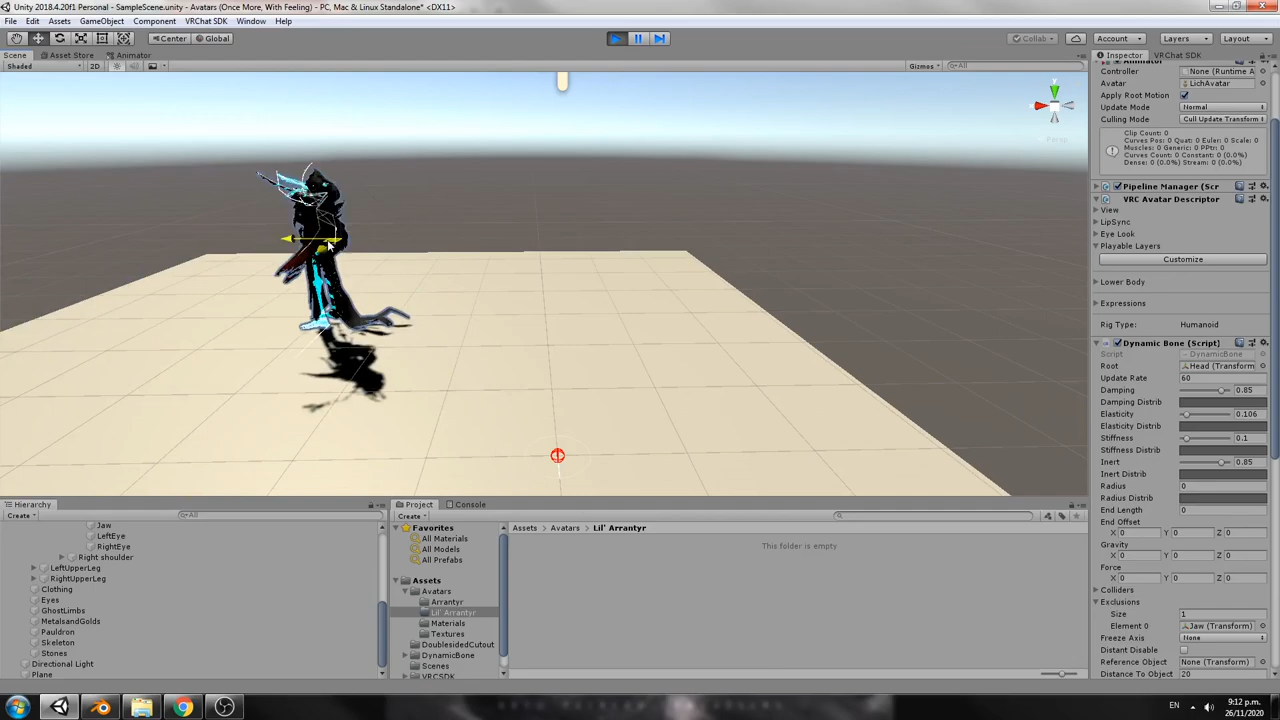 Unity 2018.4.20f1 Personal - SampleScene.unity - Avatars (Once More, With Feeling) - PC, Mac & Linux Standalone* <DX11>
File Edit Assets GameObject Component VRChat SDK Window Help
Center Global Collab Account Layers Layout
Scene Asset Store Animator
Shaded 2D Gizmos All
Persp
Inspector VRChat SDK
Animator
Controller None (Runtime A
Avatar LichAvatar
Apply Root Motion
Update Mode Normal
Culling Mode Cull Update Transform
Clip Count: 0
Curves Pos: 0 Quat: 0 Euler: 0 Scale: 0
Muscles: 0 Generic: 0 PPtr: 0
Curves Count: 0 Constant: 0 (0.0%)
Dense: 0 (0.0%) Stream: 0 (0.0%)
Pipeline Manager (Scr
VRC Avatar Descriptor
View
LipSync
Eye Look
Playable Layers
Customize
Lower Body
Expressions
Rig Type: Humanoid
Dynamic Bone (Script)
Script DynamicBone
Root Head (Transform
Update Rate 60
Damping 0.85
Damping Distrib
Elasticity 0.106
Elasticity Distrib
Stiffness 0.1
Stiffness Distrib
Inert 0.85
Inert Distrib
Radius 0
Radius Distrib
End Length 0
End Offset
X 0 Y 0 Z 0
Gravity
X 0 Y 0 Z 0
Force
X 0 Y 0 Z 0
Colliders
Exclusions
Size 1
Element 0 Jaw (Transform)
Freeze Axis None
Distant Disable
Reference Object None (Transform)
Distance To Object 20
Hierarchy
Create All
Jaw
LeftEye
RightEye
Right shoulder
LeftUpperLeg
RightUpperLeg
Clothing
Eyes
GhostLimbs
MetalsandGolds
Pauldron
Skeleton
Stones
Directional Light
Plane
Project Console
Create
Favorites
All Materials
All Models
All Prefabs
Assets
Avatars
Arrantyr
Lil' Arrantyr
Materials
Textures
DoublesidedCutout
DynamicBone
Scenes
VRCSDK
Assets Avatars Lil' Arrantyr
This folder is empty
EN 9:12 p.m.
26/11/2020